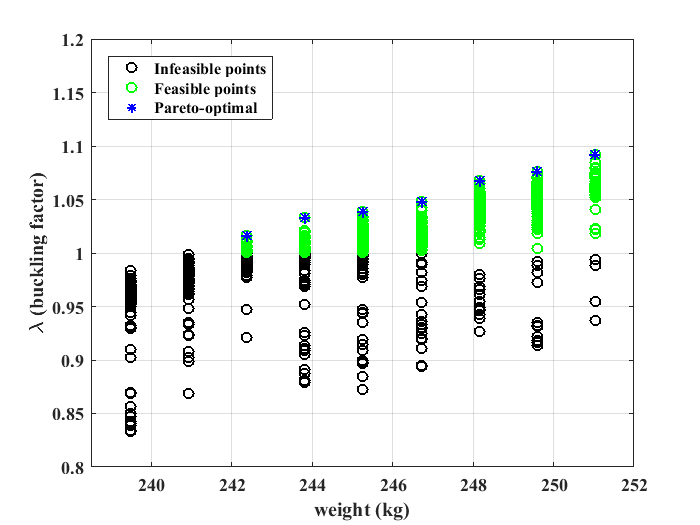 1.2
Infeasible points
Feasible points
Pareto-optimal
1.15
1.1
1.05
1
0.95
0.9
0.85
0.8
λ (buckling factor)
240 242 244 246 248 250 252
weight (kg)